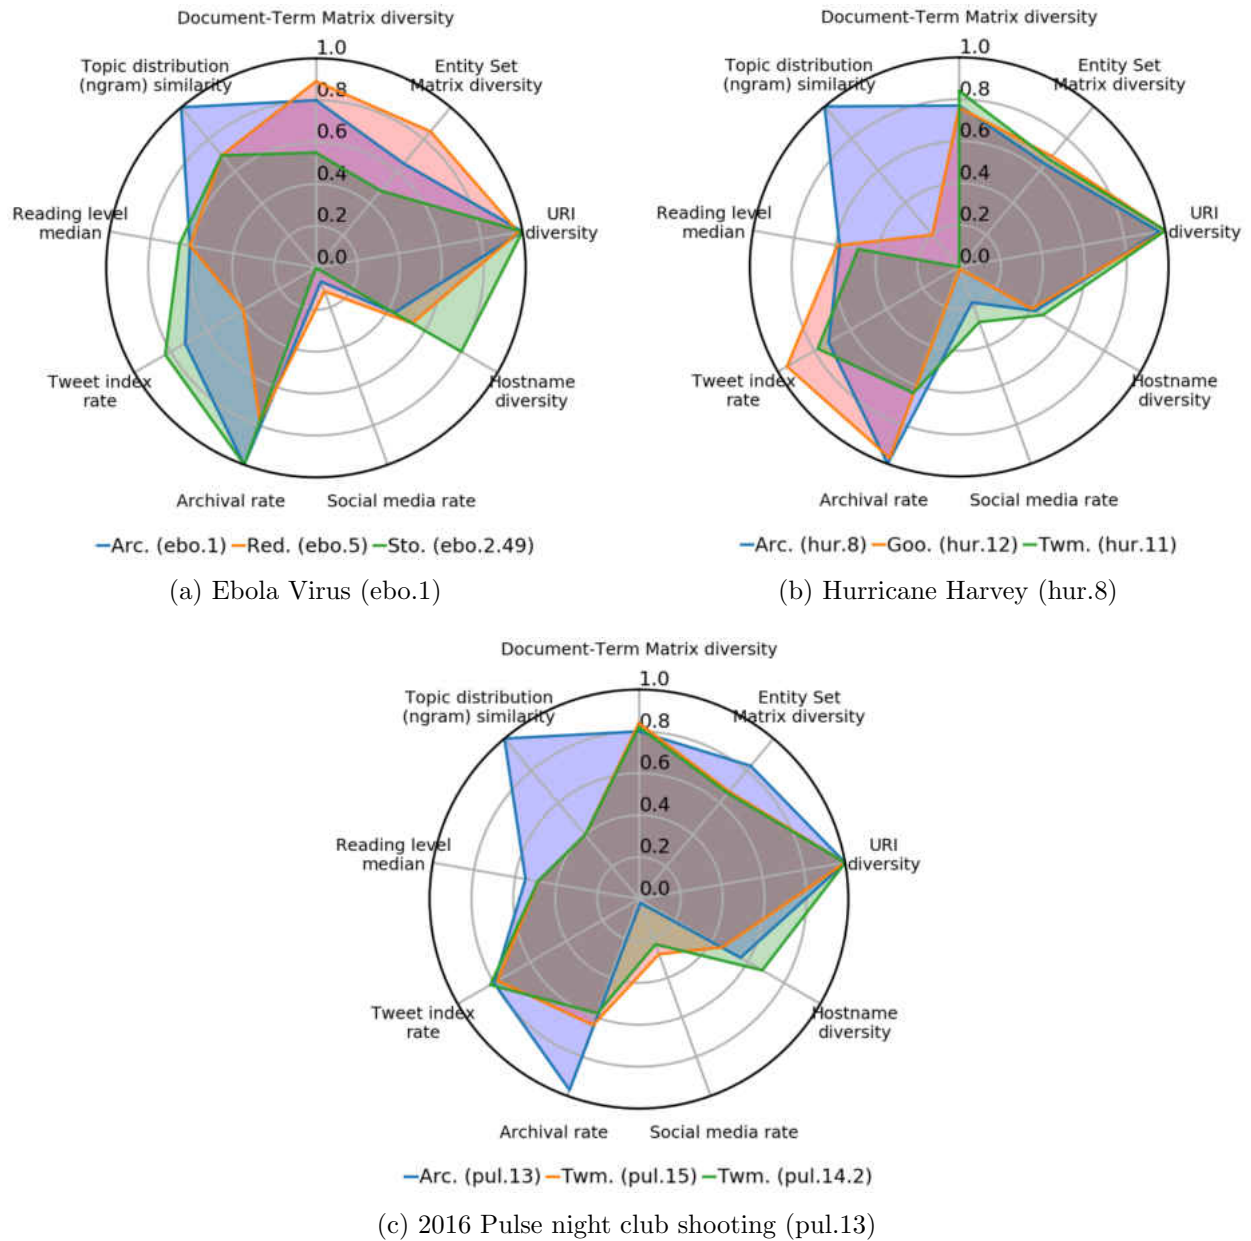 Document-Term Matrix diversity
1.0
Topic distribution
(ngram) similarity
Entity Set
Matrix diversity
0.8
0.6
0.4
Reading level
median
0.2
URI
diversity
0.0
Tweet index
rate
Hostname
diversity
Archival rate
Social media rate
Arc. (ebo.1) Red. (ebo.5) Sto. (ebo.2.49)
(a) Ebola Virus (ebo.1)
Document-Term Matrix diversity
1.0
Topic distribution
(ngram) similarity
Entity Set
Matrix diversity
0.8
0.6
0.4
Reading level
median
0.2
URI
diversity
0.0
Tweet index
rate
Hostname
diversity
Archival rate
Social media rate
Arc. (hur.8) Goo. (hur.12) Twm. (hur.11)
(b) Hurricane Harvey (hur.8)
Document-Term Matrix diversity
1.0
Topic distribution
(ngram) similarity
Entity Set
Matrix diversity
0.8
0.6
0.4
Reading level
median
0.2
URI
diversity
0.0
Tweet index
rate
Hostname
diversity
Archival rate
Social media rate
Arc. (pul.13) Twm. (pul.15) Twm. (pul.14.2)
(c) 2016 Pulse night club shooting (pul.13)